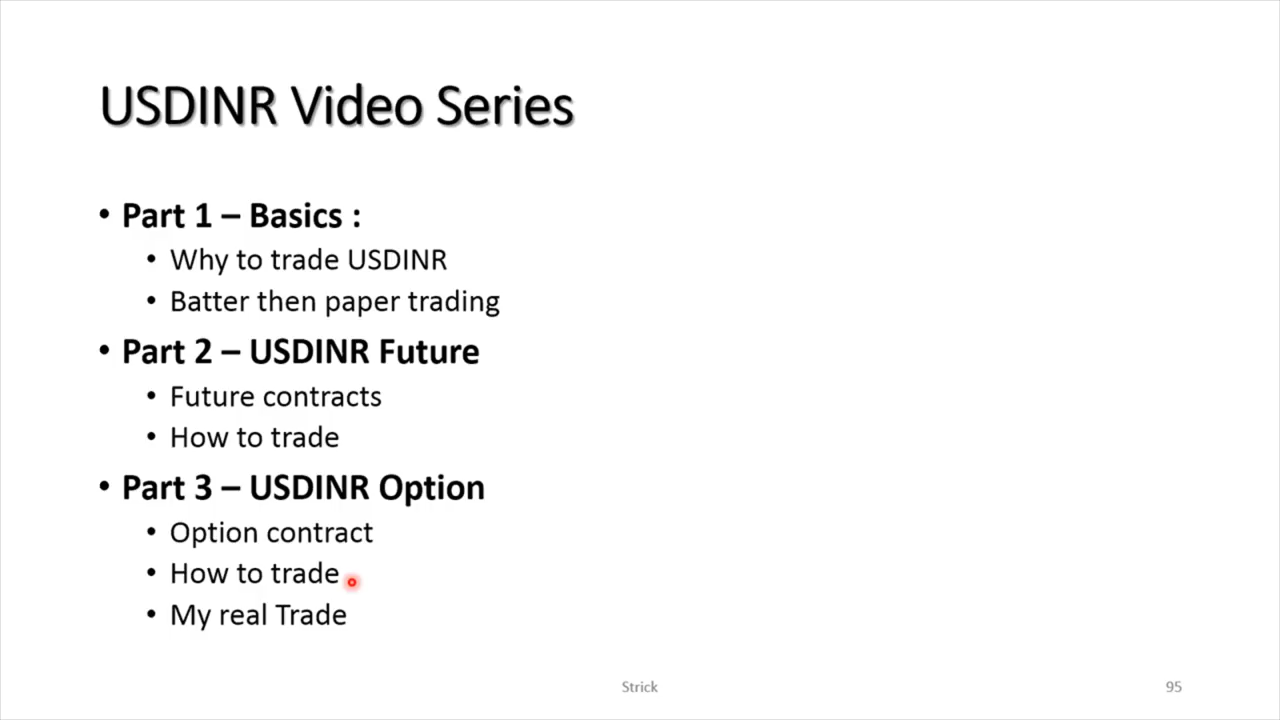 USDINR Video Series
• Part 1 – Basics :
• Why to trade USDINR
• Batter then paper trading
• Part 2 – USDINR Future
• Future contracts
• How to trade
• Part 3 – USDINR Option
• Option contract
• How to trade
• My real Trade
Strick
95